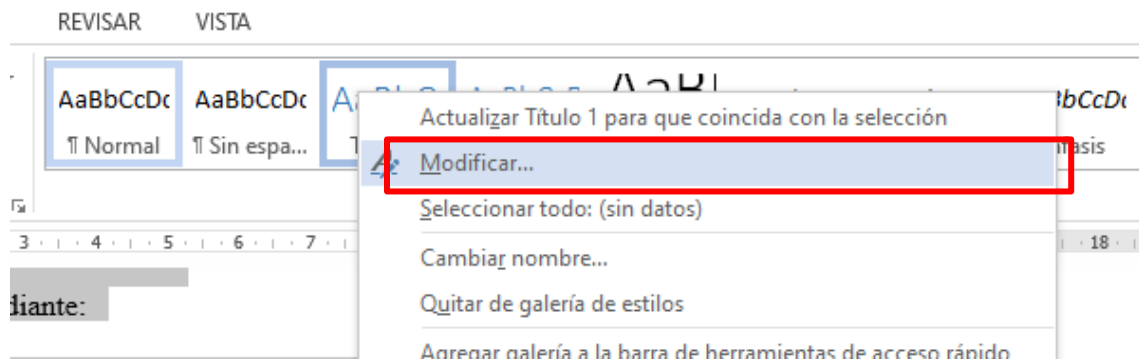 REVISAR VISTA
AaBbCcDc AaBbCcDc
¶ Normal ¶ Sin espa...
Actualizar Título 1 para que coincida con la selección
Modificar...
Seleccionar todo: (sin datos)
3 4 5 6 7 18
Cambiar nombre...
diante:
Quitar de galería de estilos
Agregar galería a la barra de herramientas de acceso rápido